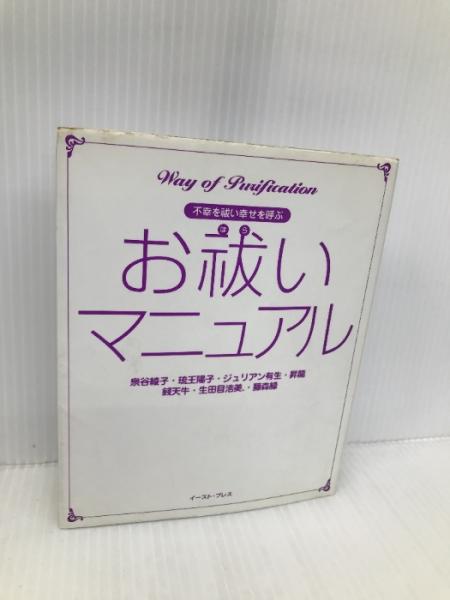 Way of Purification
不幸を祓い幸せを呼ぶ
はら
お祓い
マニュアル
泉谷綾子・琉王陽子・ジュリアン有生・昇龍
銭天牛・生田目浩美.・藤森緑
イースト・プレス